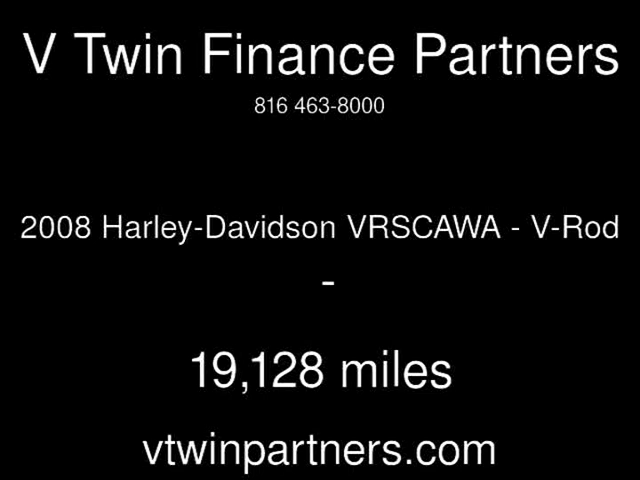 V Twin Finance Partners
816 463-8000
2008 Harley-Davidson VRSCAWA - V-Rod
-
19,128 miles
vtwinpartners.com